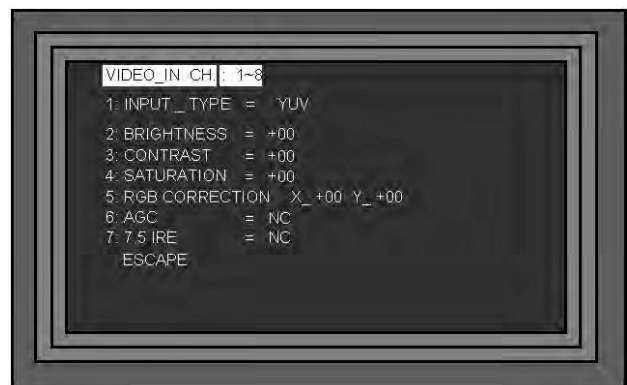 VIDEO_IN CH. : 1~8
1: INPUT_ TYPE = YUV
2: BRIGHTNESS = +00
3: CONTRAST = +00
4: SATURATION = +00
5: RGB CORRECTION X_ +00 Y_ +00
6: AGC = NC
7: 7.5 IRE = NC
ESCAPE